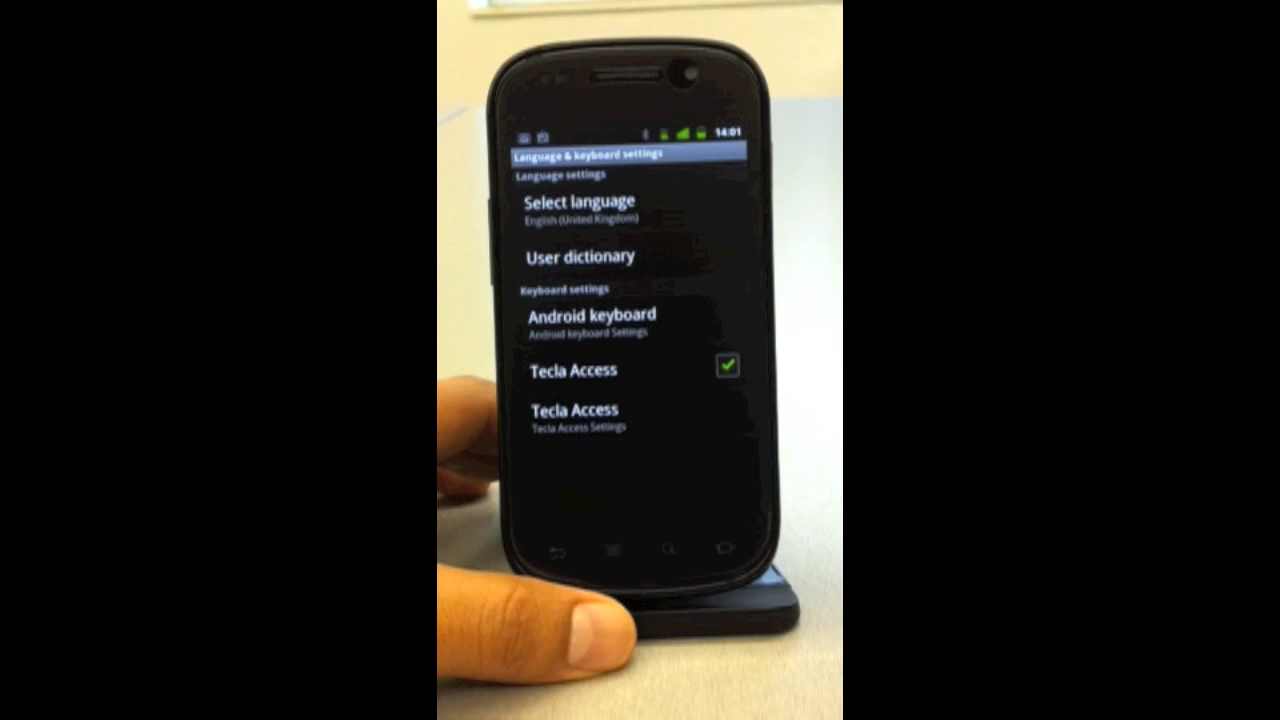 14:01
Language & keyboard settings
Language settings
Select language
English (United Kingdom)
User dictionary
Keyboard settings
Android keyboard
Android keyboard Settings
Tecla Access
Tecla Access
Tecla Access Settings